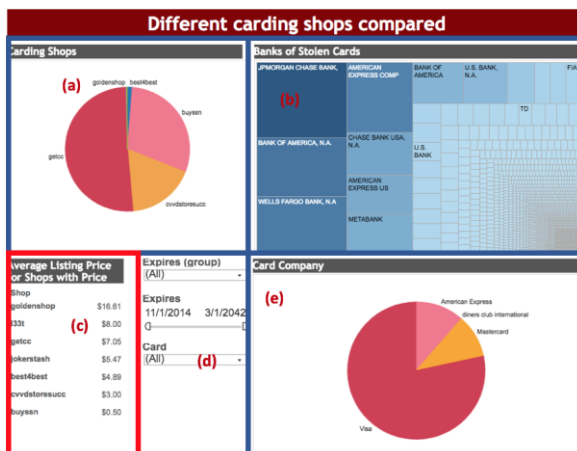 Different carding shops compared
Carding Shops
(a)
goldenshop
best4best
buyssn
getcc
cvvdstoresucc
Banks of Stolen Cards
JPMORGAN CHASE BANK,
(b)
BANK OF AMERICA, N.A.
WELLS FARGO BANK, N.A
AMERICAN
EXPRESS COMP
CHASE BANK USA,
N.A.
AMERICAN
EXPRESS US
METABANK
BANK OF
AMERICA
U.S. BANK,
N.A.
FIA
TD
U.S.
BANK
Average Listing Price
for Shops with Price
Shop
goldenshop $16.61
l33t $8.00
(c)
getcc $7.05
jokerstash $5.47
best4best $4.89
cvvdstoresucc $3.00
buyssn $0.50
Expires (group)
(All)
Expires
11/1/2014 3/1/2042
Card
(All)
(d)
Card Company
(e)
American Express
diners club international
Mastercard
Visa